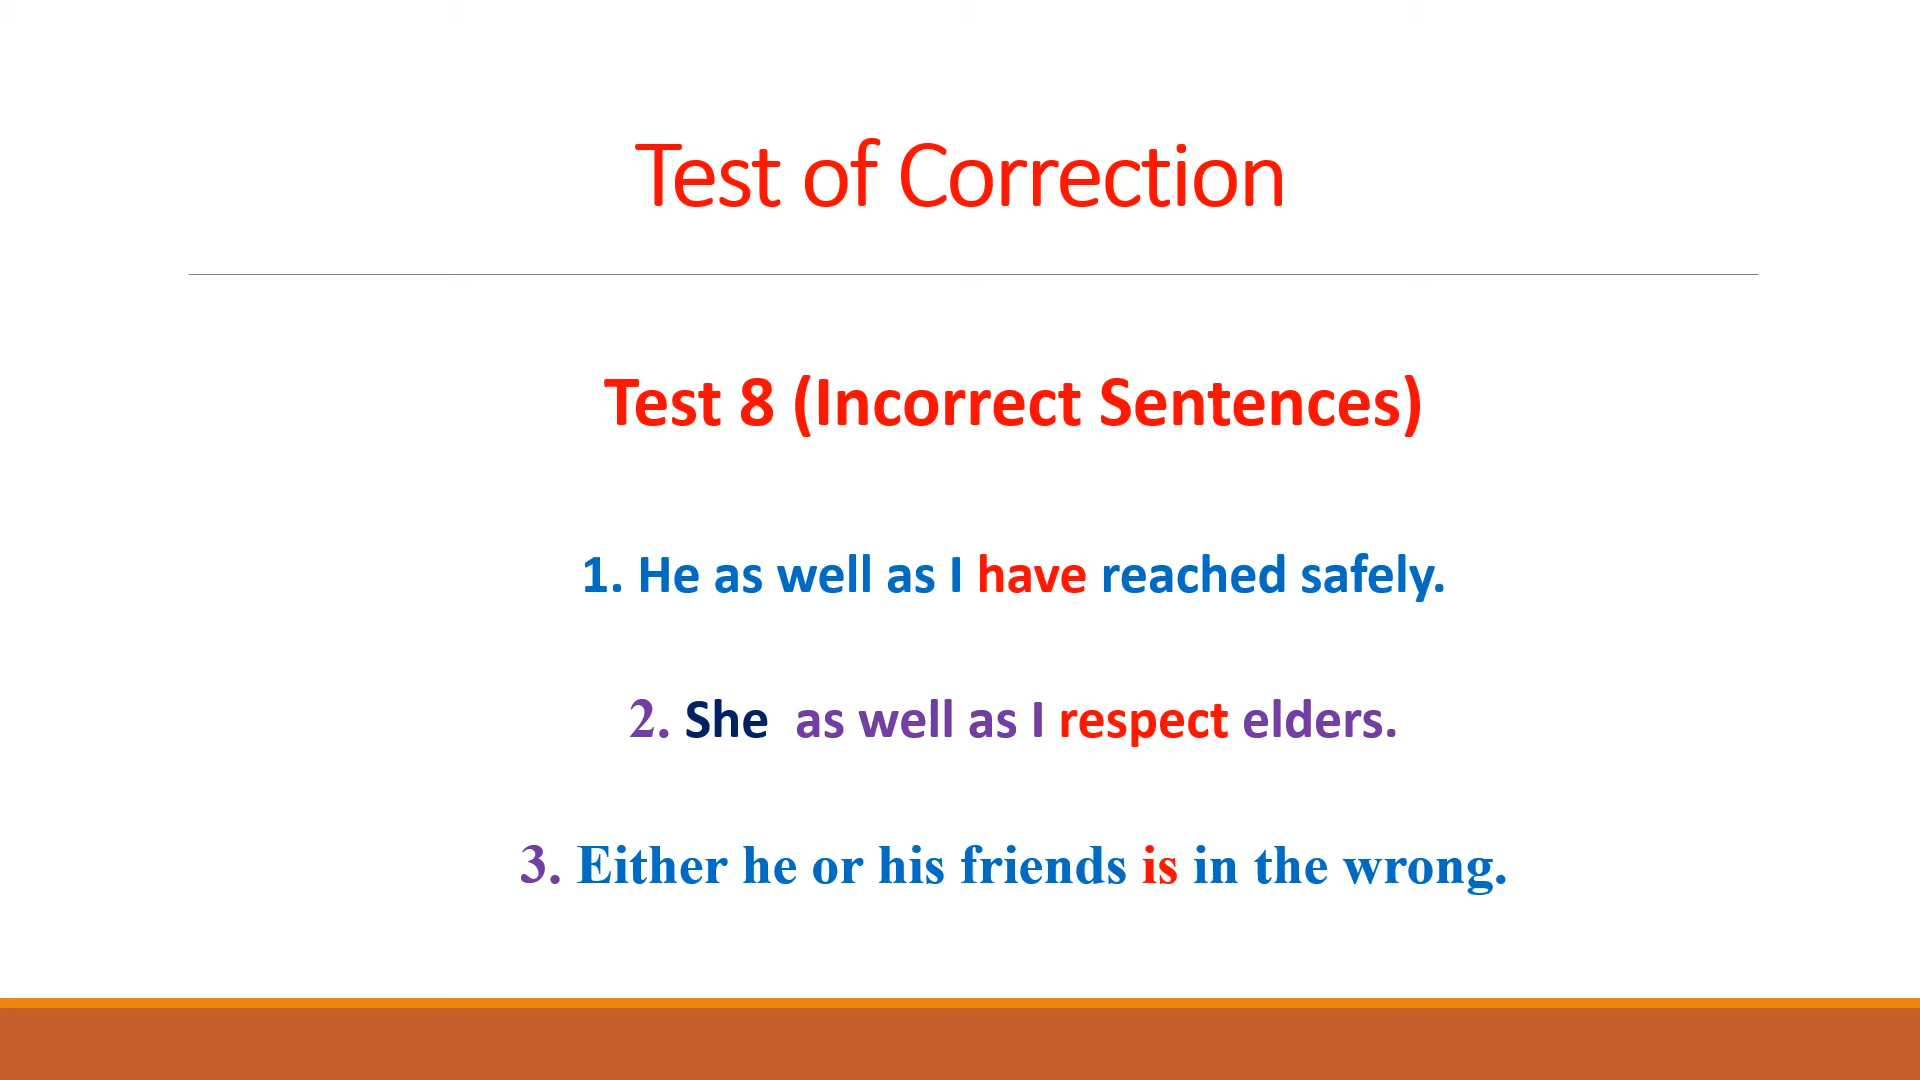 Test of Correction
Test 8 (Incorrect Sentences)
1. He as well as I have reached safely.
2. She  as well as I respect elders.
3. Either he or his friends is in the wrong.